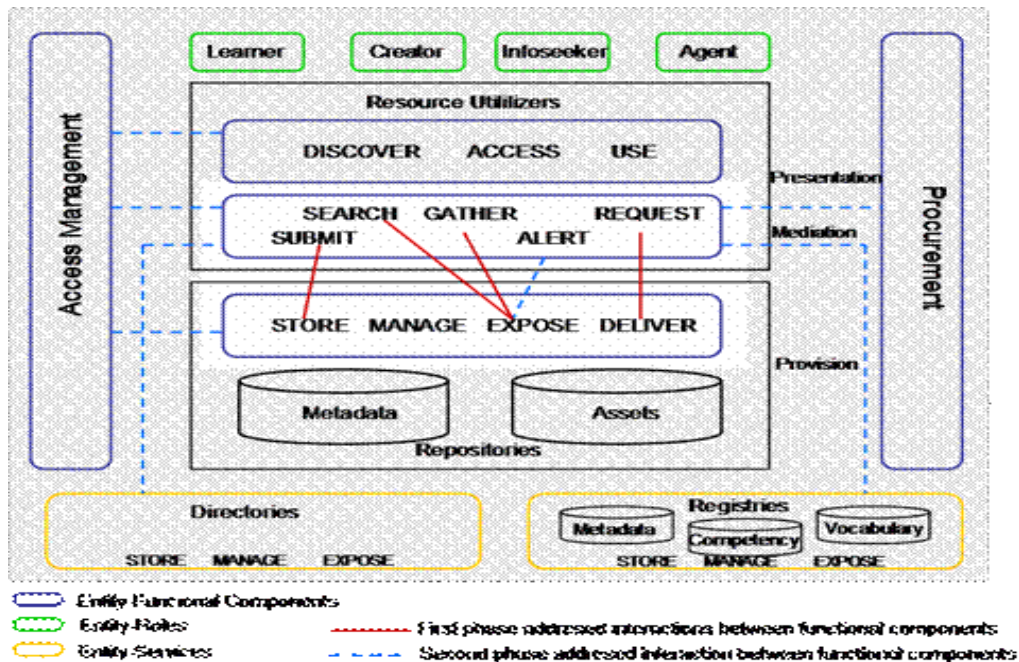 Learner Creator Infoseeker Agent
Resource Utilizers
DISCOVER ACCESS USE
Presentation
SEARCH GATHER REQUEST
SUBMIT ALERT
Mediation
Access Management
Procurement
STORE MANAGE EXPOSE DELIVER
Provision
Metadata Assets
Repositories
Directories
STORE MANAGE EXPOSE
Registries
Metadata Competency Vocabulary
STORE MANAGE EXPOSE
Entity-Functional Components
Entity-Roles
Entity-Services
First phase addressed interactions between functional components
Second phase addressed interaction between functional components